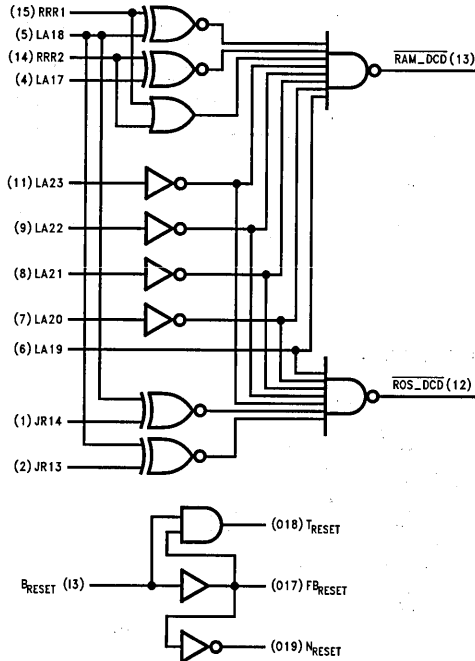 (15) RRR1
(5) LA18
(14) RRR2
(4) LA17
RAM_DCD (13)
(11) LA23
(9) LA22
(8) LA21
(7) LA20
(6) LA19
ROS_DCD (12)
(1) JR14
(2) JR13
(018) TRESET
BRESET (I3)
(017) FBRESET
(019) NRESET